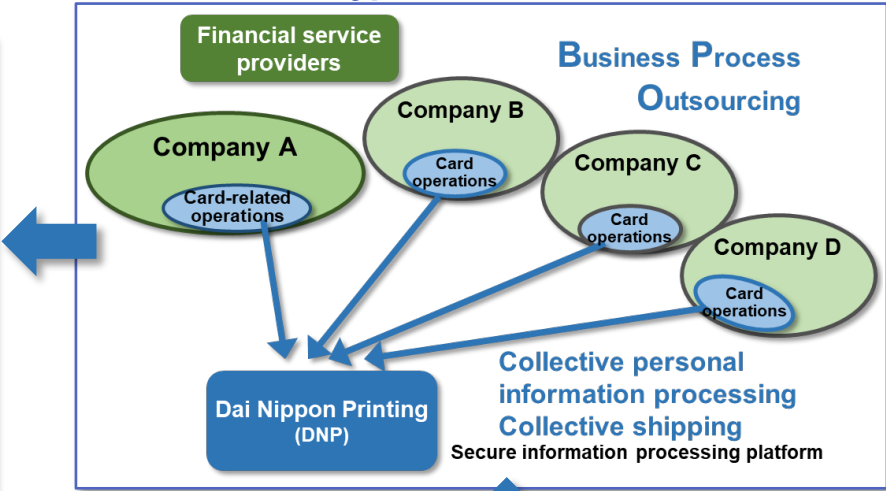 Financial service
providers
Business Process
Outsourcing
Company A
Card-related
operations
Company B
Card
operations
Company C
Card
operations
Company D
Card
operations
Dai Nippon Printing
(DNP)
Collective personal
information processing
Collective shipping
Secure information processing platform